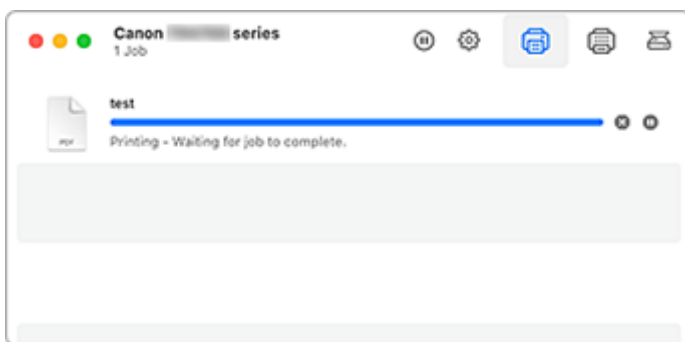 Canon series
1 Job
test
Printing - Waiting for job to complete.
PDF